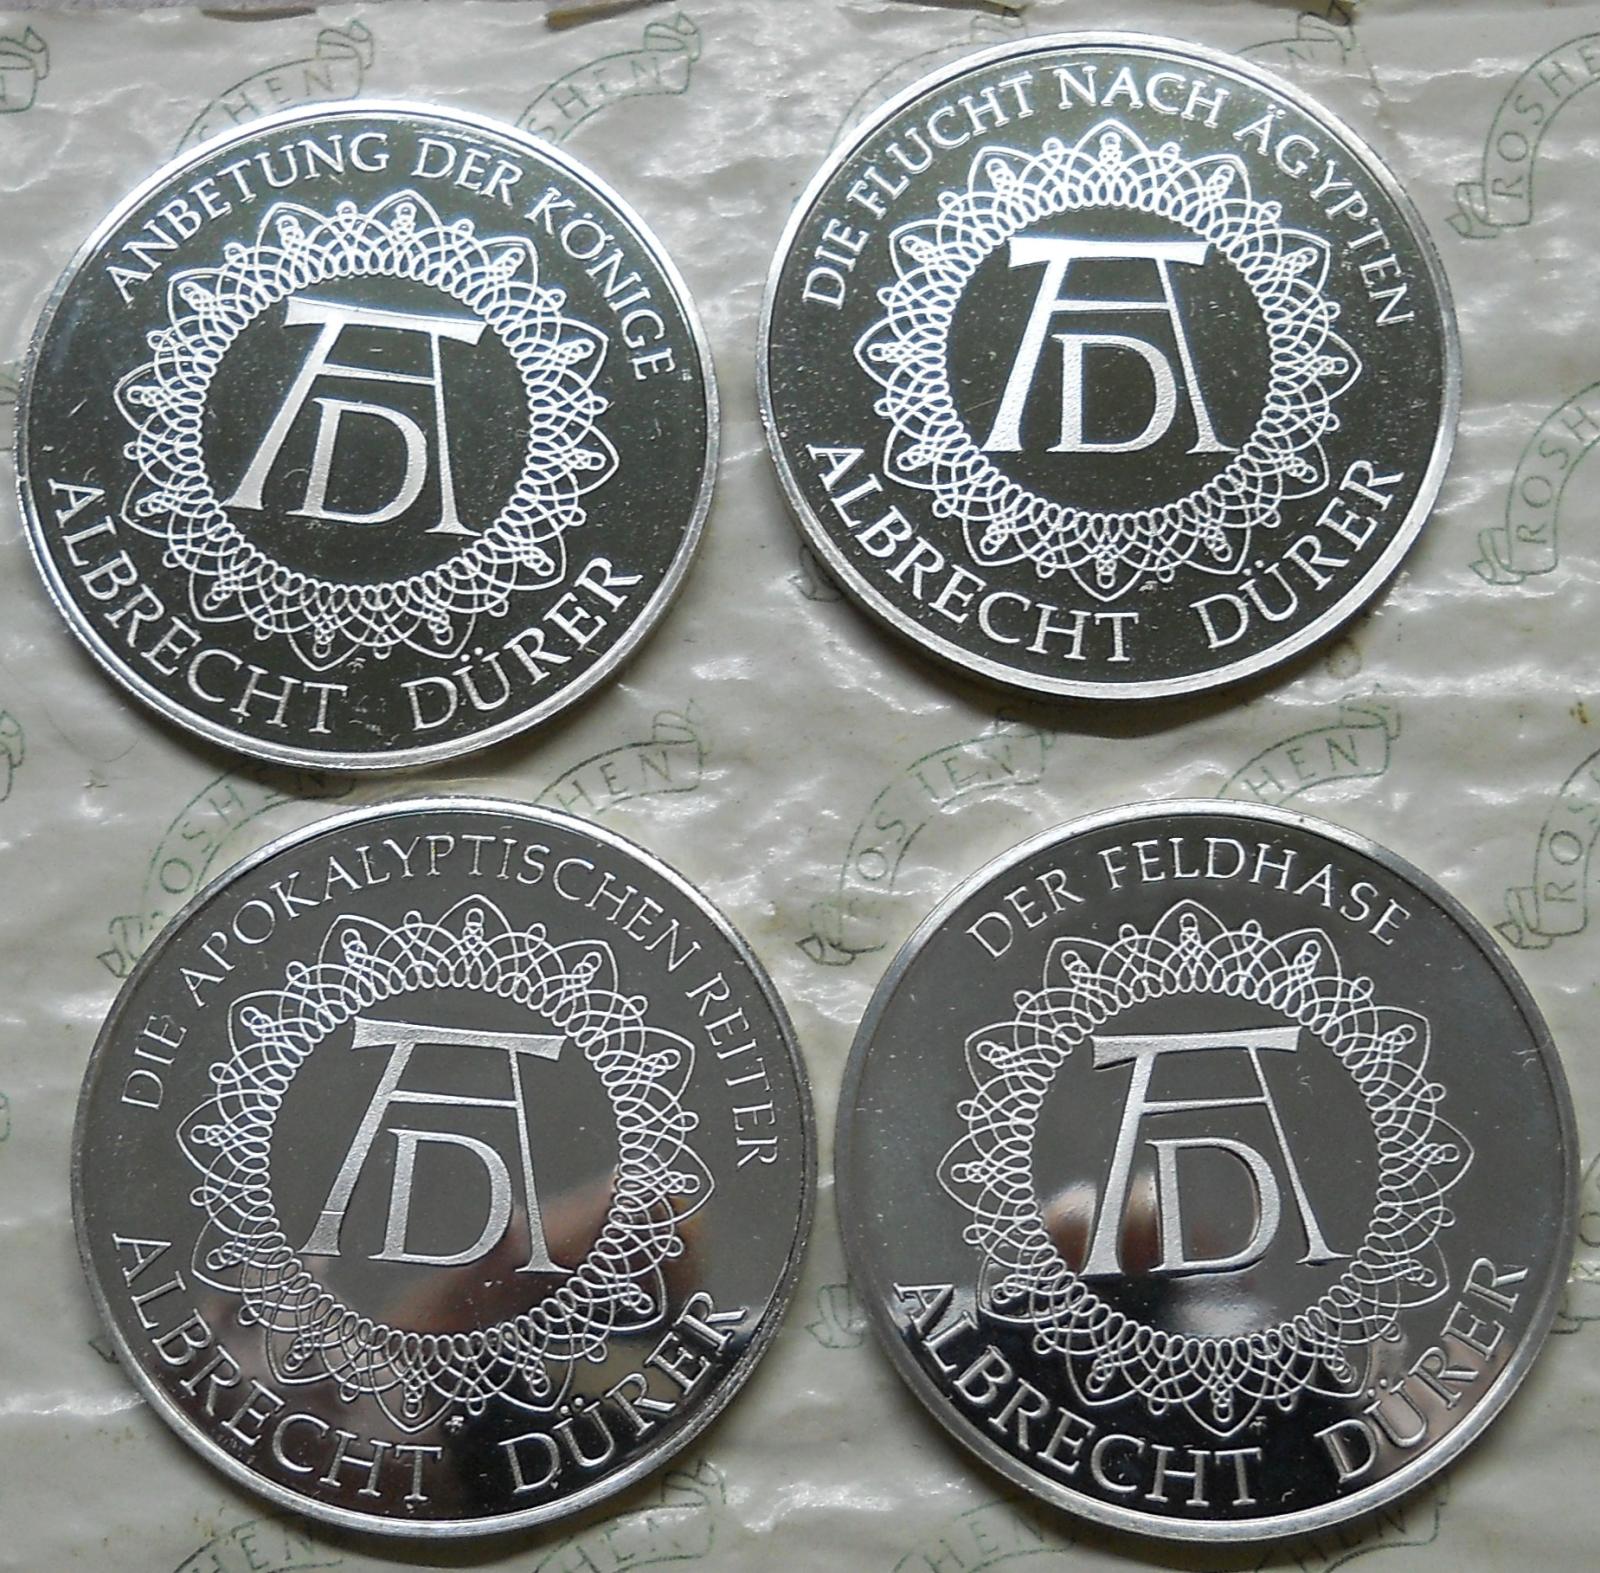 ANBETUNG DER KÖNIGE
AD
ALBRECHT DÜRER
DIE FLUCHT NACH ÄGYPTEN
AD
ALBRECHT DÜRER
DIE APOKALYPTISCHEN REITER
AD
ALBRECHT DÜRER
DER FELDHASE
AD
ALBRECHT DÜRER
ROSHEN
ROSHEN
ROSHEN
ROSHEN